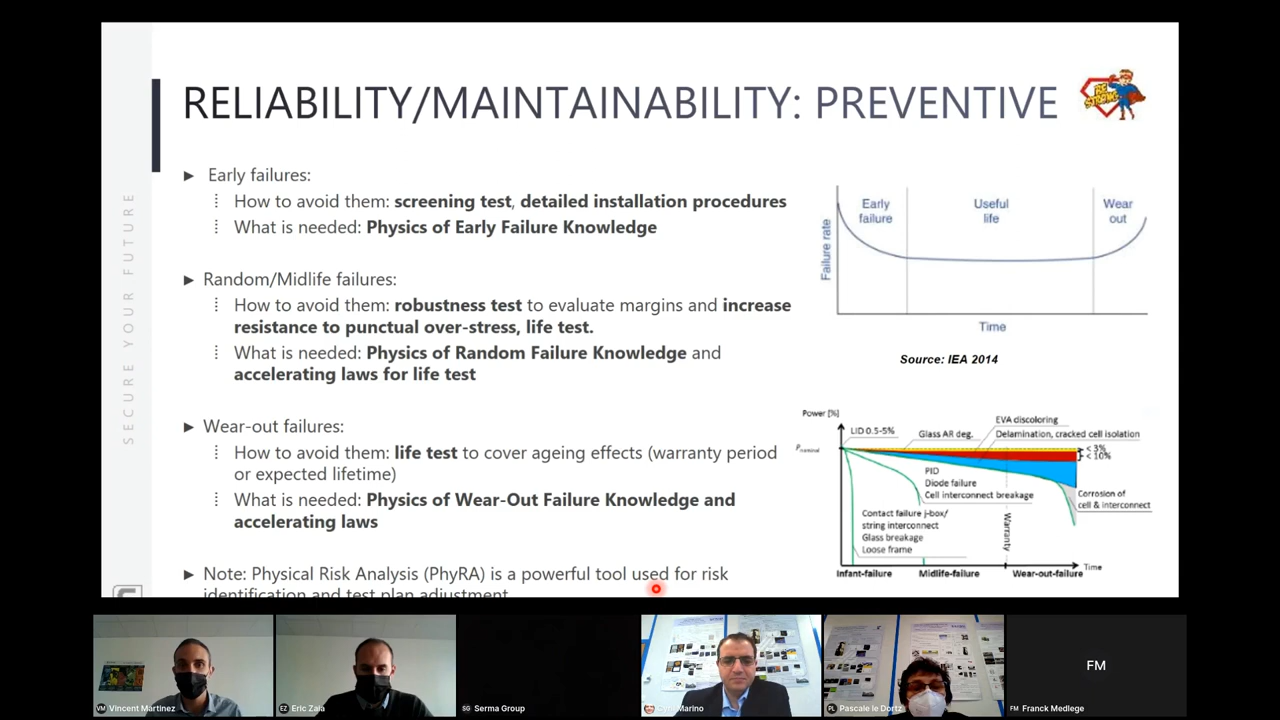 RELIABILITY/MAINTAINABILITY: PREVENTIVE
SECURE YOUR FUTURE
► Early failures:
How to avoid them: screening test, detailed installation procedures
What is needed: Physics of Early Failure Knowledge
► Random/Midlife failures:
How to avoid them: robustness test to evaluate margins and increase
resistance to punctual over-stress, life test.
What is needed: Physics of Random Failure Knowledge and
accelerating laws for life test
► Wear-out failures:
How to avoid them: life test to cover ageing effects (warranty period
or expected lifetime)
What is needed: Physics of Wear-Out Failure Knowledge and
accelerating laws
► Note: Physical Risk Analysis (PhyRA) is a powerful tool used for risk
identification and test plan adjustment
Failure rate
Early
failure
Useful
life
Wear
out
Time
Source: IEA 2014
Power [%]
P nominal
LID 0.5-5%
Glass AR deg.
EVA discoloring
Delamination, cracked cell isolation
< 3%
< 10%
PID
Diode failure
Cell interconnect breakage
Contact failure j-box/
string interconnect
Glass breakage
Loose frame
Warranty
Corrosion of
cell & interconnect
Time
Infant-failure
Midlife-failure
Wear-out-failure
VM Vincent Martinez
EZ Eric Zaia
SG Serma Group
Marino
PL Pascale le Dortz
FM
FM Franck Medlege